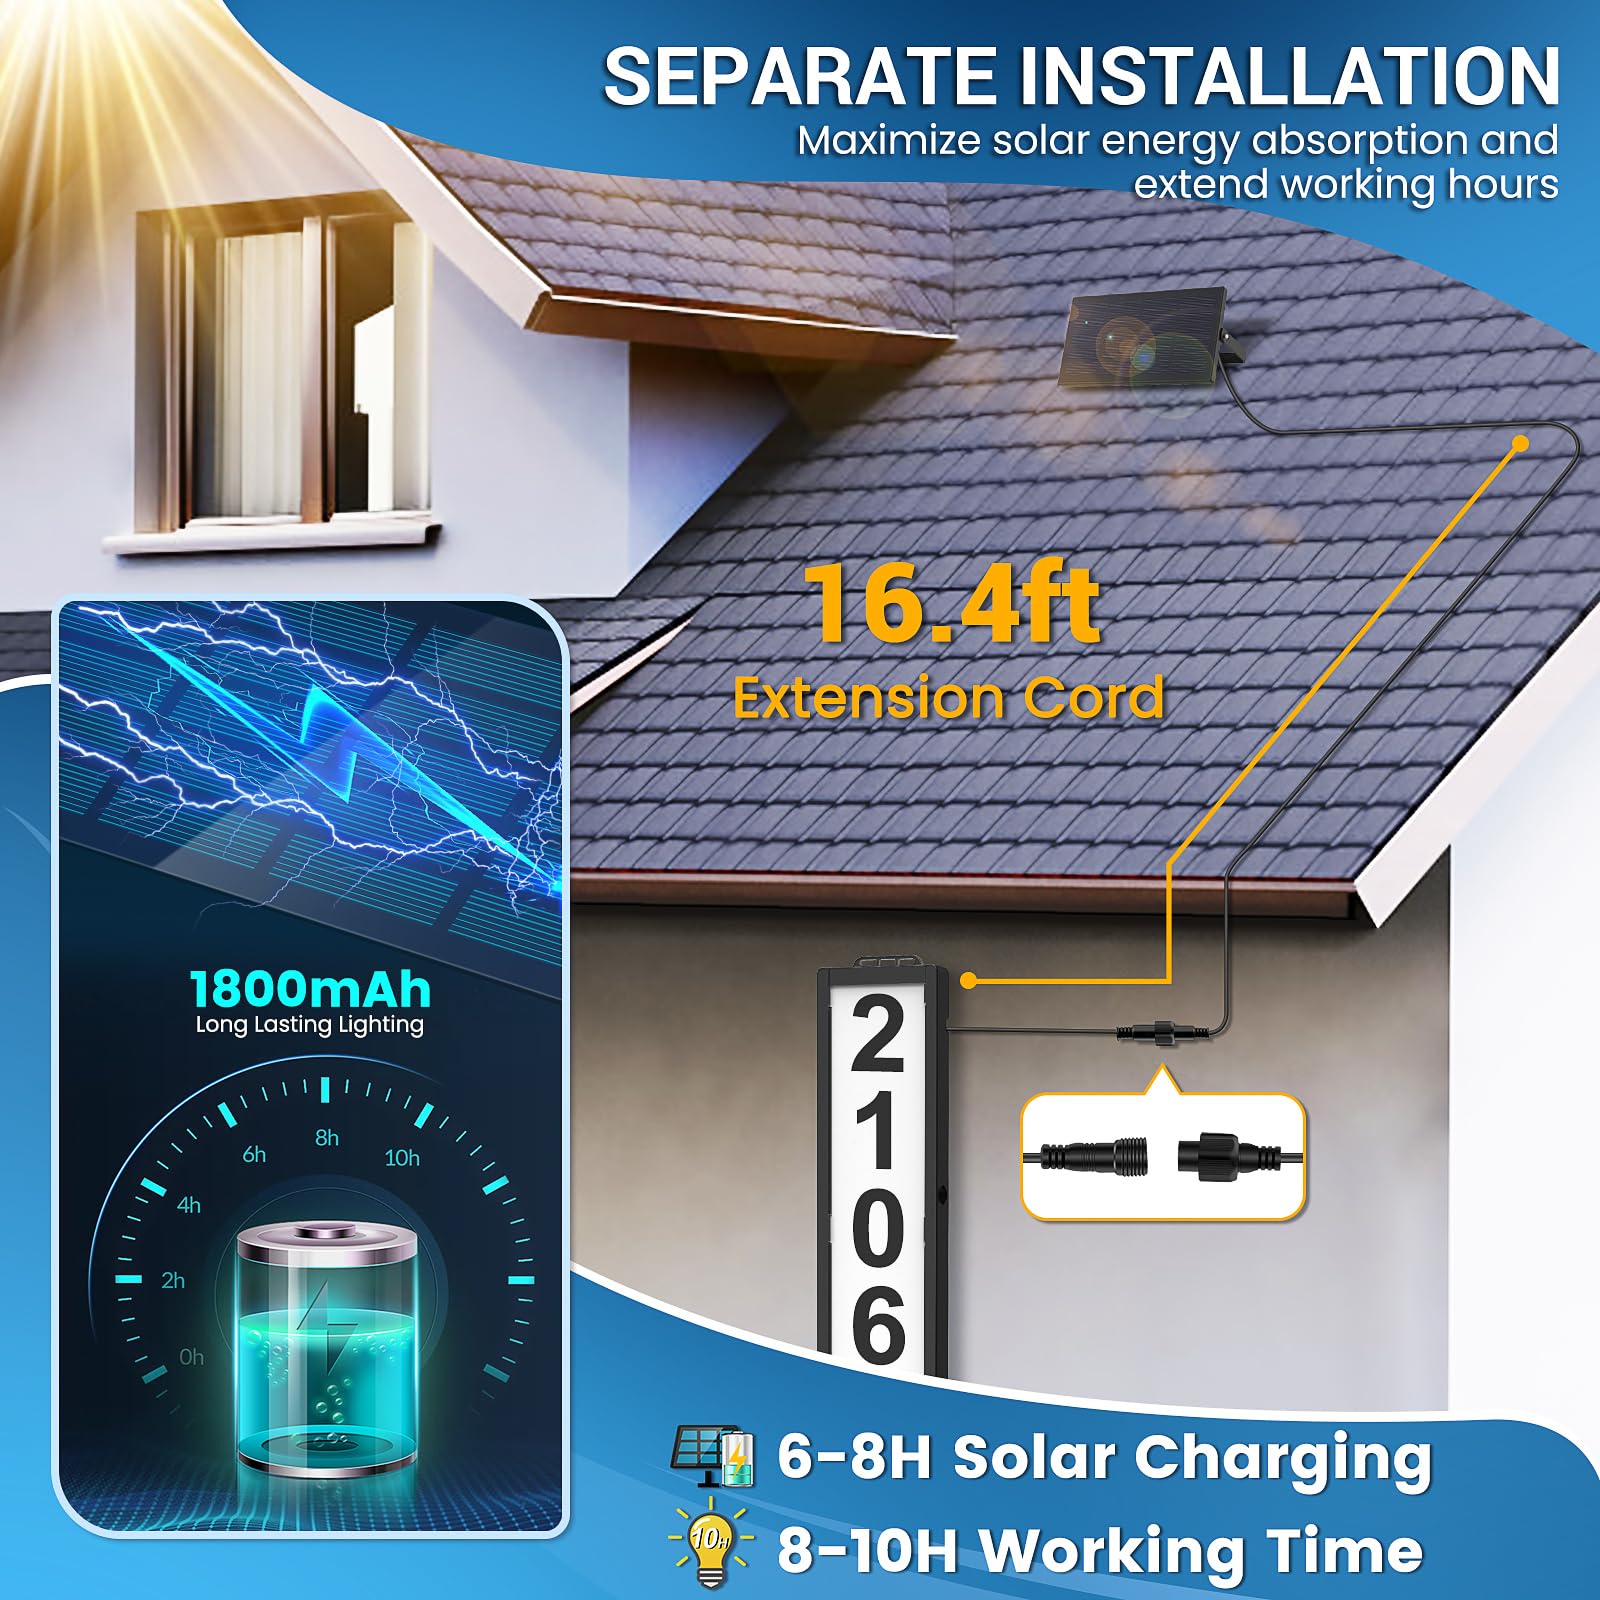 SEPARATE INSTALLATION
Maximize solar energy absorption and
extend working hours
16.4ft
Extension Cord
1800mAh
Long Lasting Lighting
0h
2h
4h
6h
8h
10h
2
1
0
6
6-8H Solar Charging
10H
8-10H Working Time